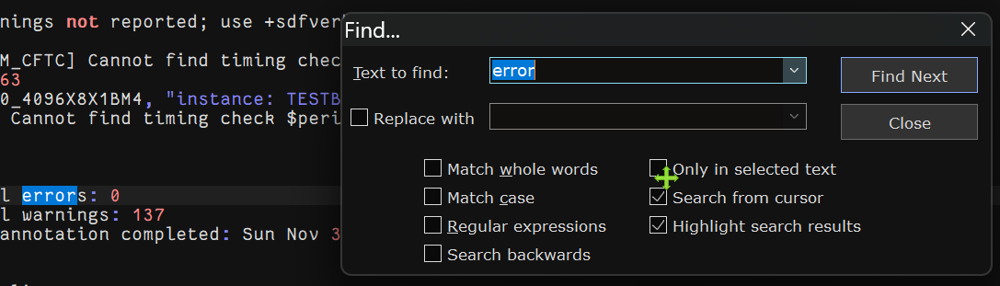 nings not reported; use +sdfver
M_CFTC] Cannot find timing chec
63
0_4096X8X1BM4, "instance: TESTB
Cannot find timing check $peri
l errors: 0
l warnings: 137
annotation completed: Sun Nov 3
Find...
Text to find:
error
Find Next
Replace with
Close
Match whole words
Only in selected text
Match case
Search from cursor
Regular expressions
Highlight search results
Search backwards